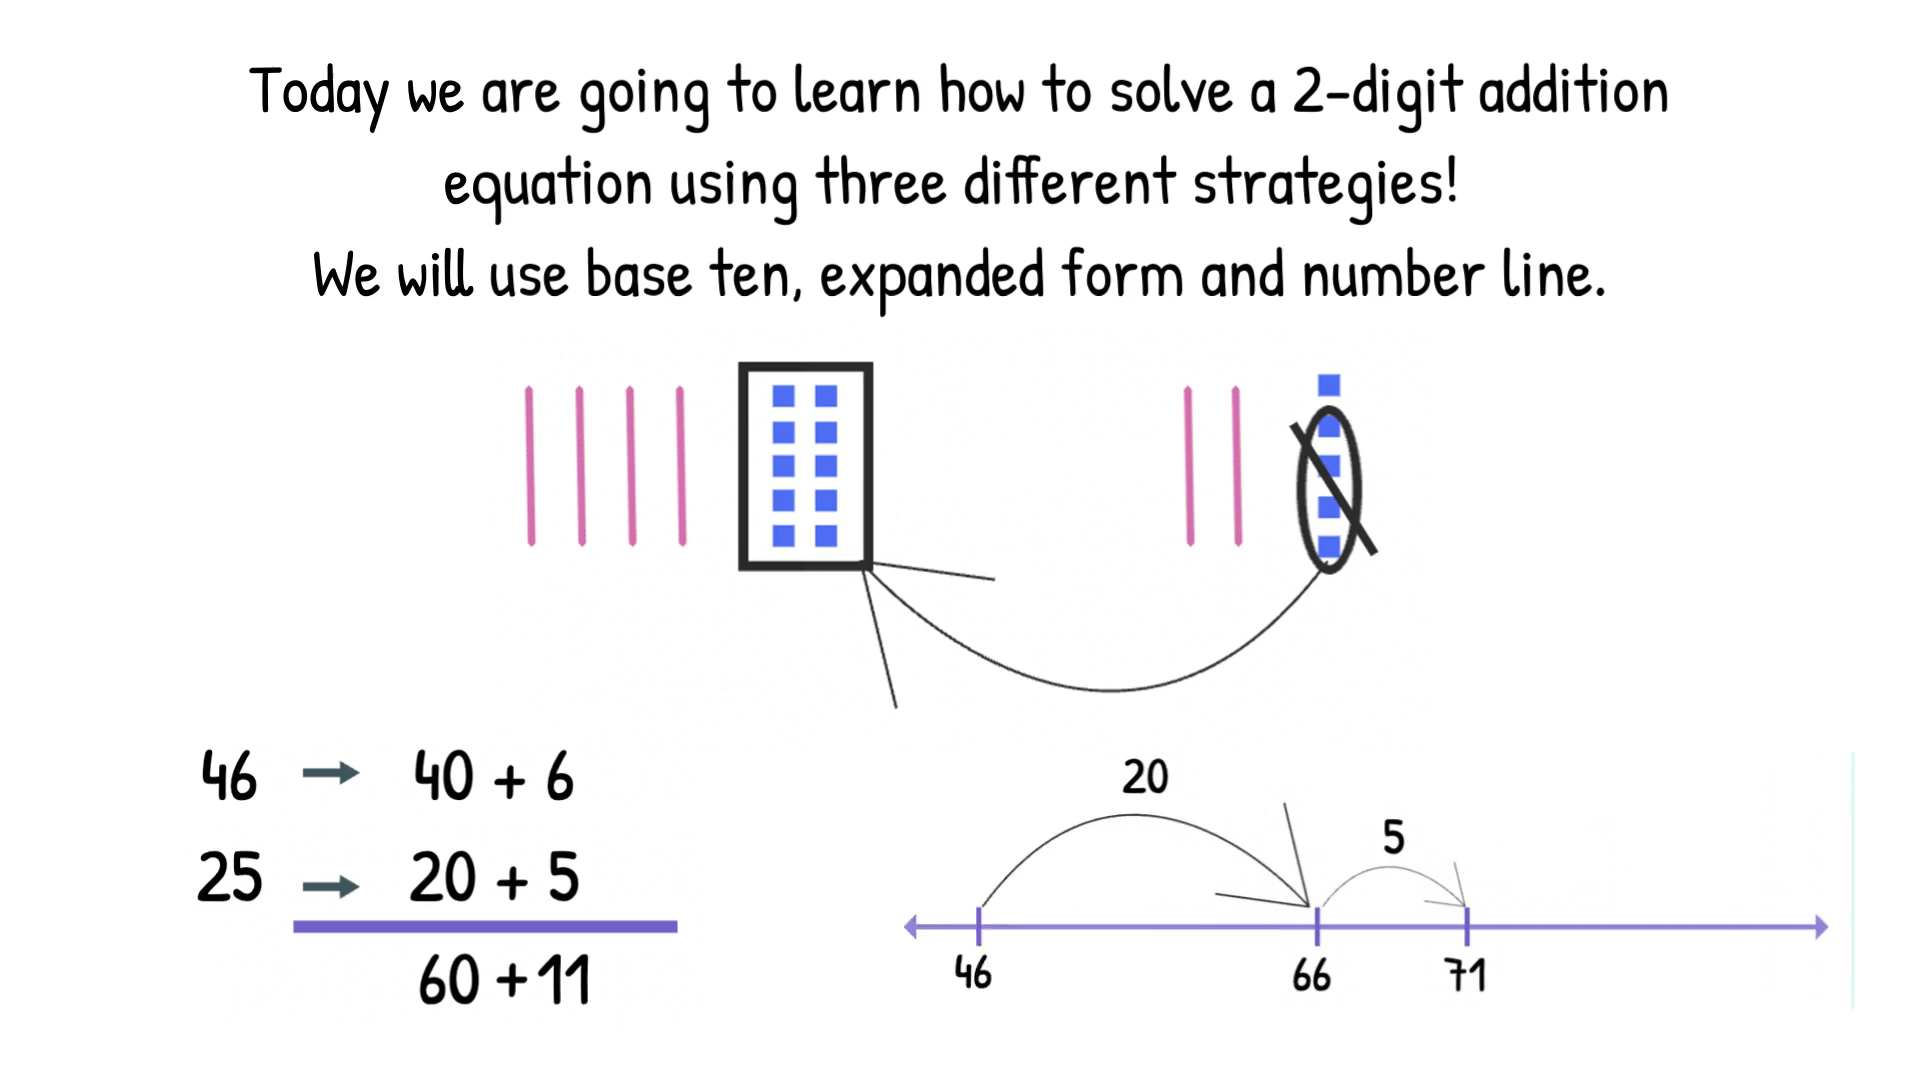 Today we are going to learn how to solve a 2-digit addition
equation using three different strategies!
We will use base ten, expanded form and number line.
46 → 40 + 6
25 → 20 + 5
60 + 11
20
5
46 66 71